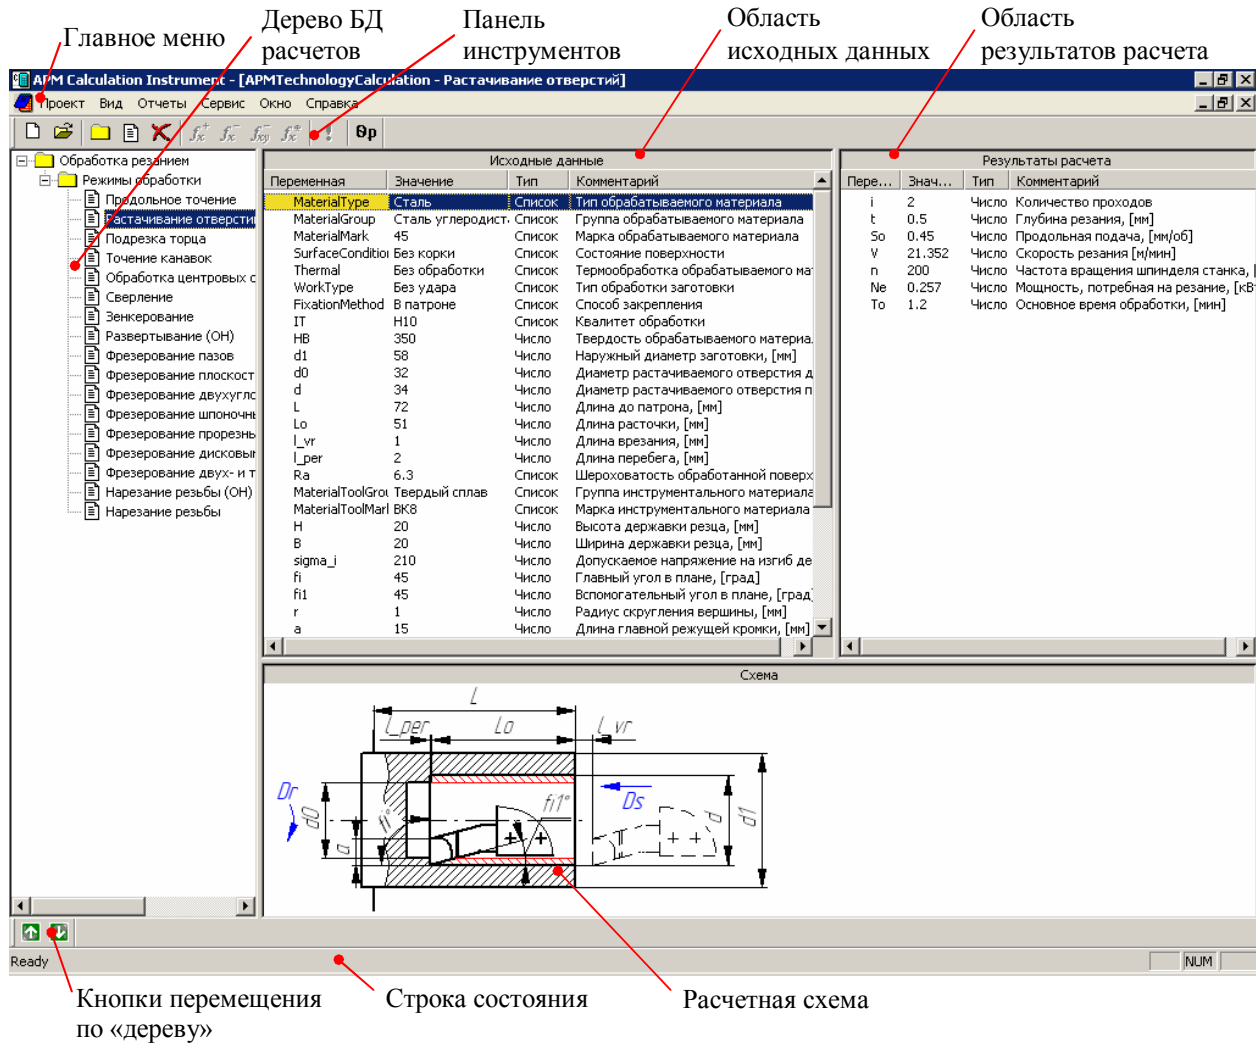 Главное меню
Дерево БД
расчетов
Панель
инструментов
Область
исходных данных
Область
результатов расчета
APM Calculation Instrument - [APMTechnologyCalculation - Растачивание отверстий]
Проект Вид Отчеты Сервис Окно Справка
θp
Обработка резанием
Режимы обработки
Продольное точение
Растачивание отверсти
Подрезка торца
Точение канавок
Обработка центровых с
Сверление
Зенкерование
Развертывание (ОН)
Фрезерование пазов
Фрезерование плоскост
Фрезерование двухугло
Фрезерование шпоночнь
Фрезерование прорезнь
Фрезерование дисковым
Фрезерование двух- и т
Нарезание резьбы (ОН)
Нарезание резьбы
Исходные данные
Переменная Значение Тип Комментарий
MaterialType Сталь Список Тип обрабатываемого материала
MaterialGroup Сталь углеродист Список Группа обрабатываемого материала
MaterialMark 45 Список Марка обрабатываемого материала
SurfaceCondition Без корки Список Состояние поверхности
Thermal Без обработки Список Термообработка обрабатываемого ма
WorkType Без удара Список Тип обработки заготовки
FixationMethod В патроне Список Способ закрепления
IT H10 Список Квалитет обработки
HB 350 Число Твердость обрабатываемого материа
d1 58 Число Наружный диаметр заготовки, [мм]
d0 32 Число Диаметр растачиваемого отверстия д
d 34 Число Диаметр растачиваемого отверстия п
L 72 Число Длина до патрона, [мм]
Lo 51 Число Длина расточки, [мм]
l_vr 1 Число Длина врезания, [мм]
l_per 2 Число Длина перебега, [мм]
Ra 6.3 Список Шероховатость обработанной поверх
MaterialToolGrou Твердый сплав Список Группа инструментального материала
MaterialToolMarl ВК8 Список Марка инструментального материала
H 20 Число Высота державки резца, [мм]
B 20 Число Ширина державки резца, [мм]
sigma_i 210 Число Допускаемое напряжение на изгиб де
fi 45 Число Главный угол в плане, [град]
fi1 45 Число Вспомогательный угол в плане, [град]
r 1 Число Радиус скругления вершины, [мм]
a 15 Число Длина главной режущей кромки, [мм]
Результаты расчета
Пере... Знач... Тип Комментарий
i 2 Число Количество проходов
t 0.5 Число Глубина резания, [мм]
So 0.45 Число Продольная подача, [мм/об]
V 21.352 Число Скорость резания [м/мин]
n 200 Число Частота вращения шпинделя станка, [
Ne 0.257 Число Мощность, потребная на резание, [кВ
To 1.2 Число Основное время обработки, [мин]
Схема
L
l_per Lo l_vr
Dr d0 a fi° fi1° Ds d d1
Ready NUM
Кнопки перемещения
по «дереву»
Строка состояния
Расчетная схема